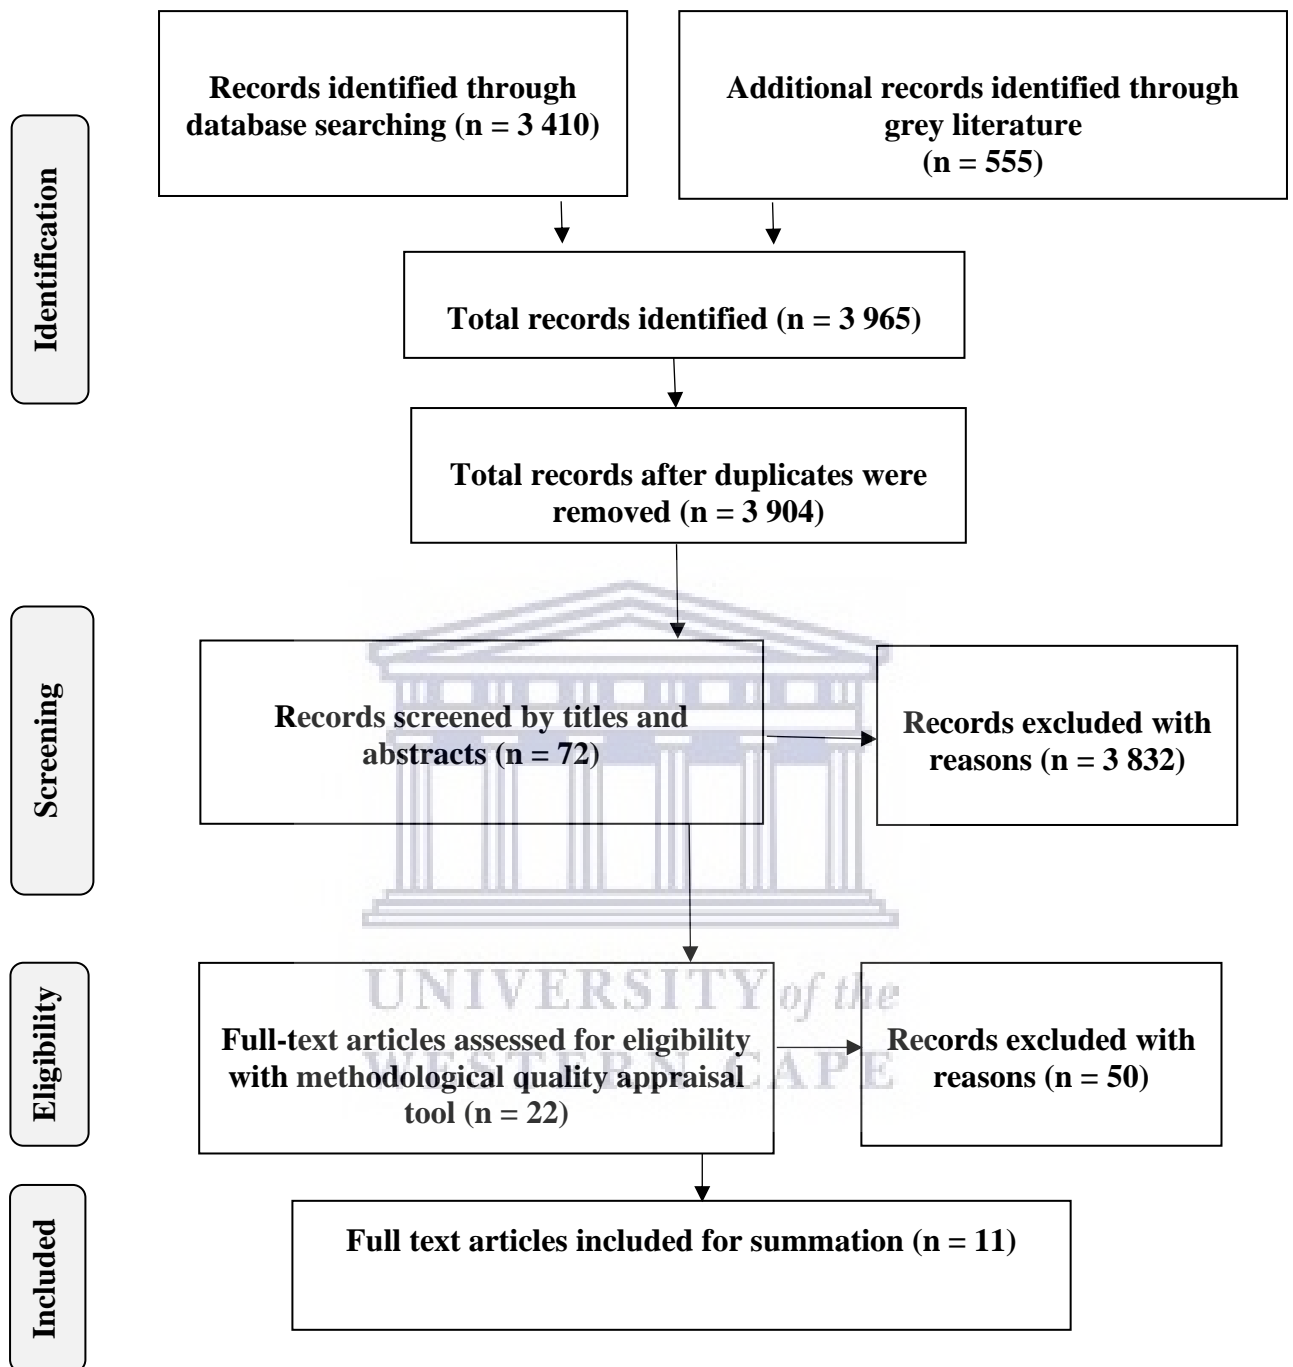 Records identified through
database searching (n = 3 410)
Additional records identified through
grey literature
(n = 555)
Identification
Total records identified (n = 3 965)
Total records after duplicates were
removed (n = 3 904)
Screening
Records screened by titles and
abstracts (n = 72)
Records excluded with
reasons (n = 3 832)
UNIVERSITY of the
WESTERN CAPE
Eligibility
Full-text articles assessed for eligibility
with methodological quality appraisal
tool (n = 22)
Records excluded with
reasons (n = 50)
Included
Full text articles included for summation (n = 11)